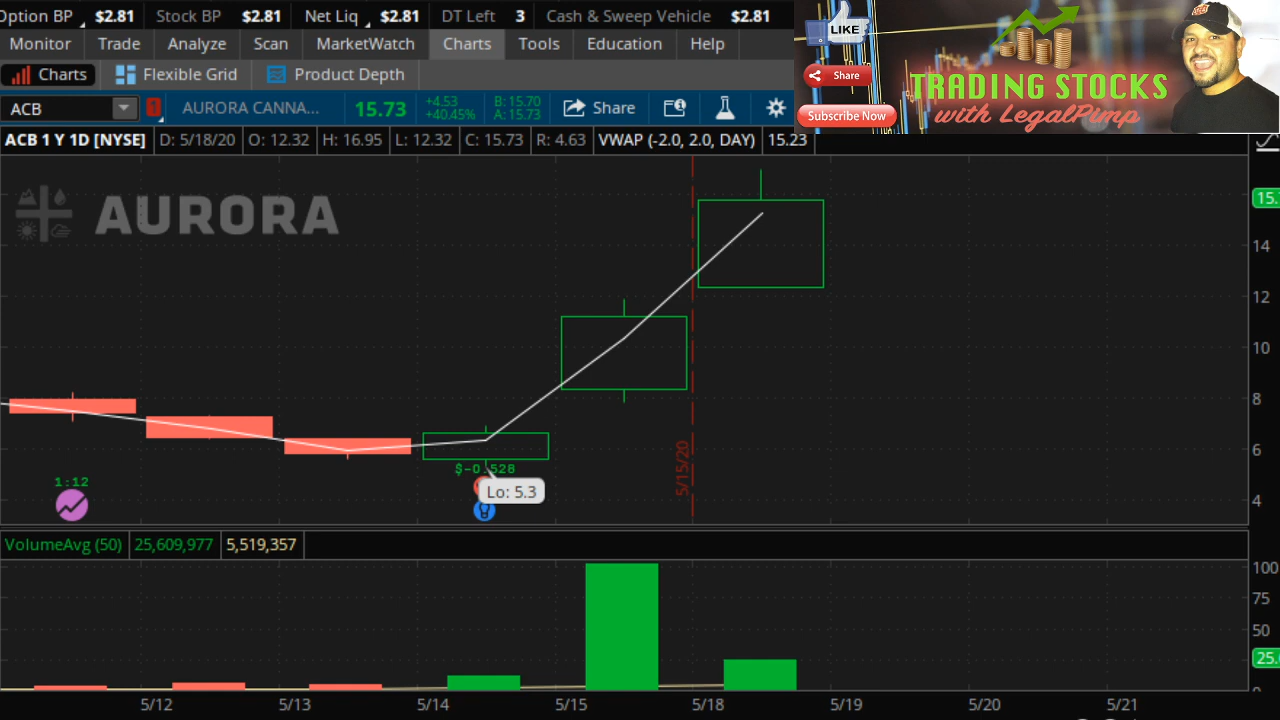 Option BP $2.81 Stock BP $2.81 Net Liq $2.81 DT Left 3 Cash & Sweep Vehicle $2.81
Monitor Trade Analyze Scan MarketWatch Charts Tools Education Help
Charts Flexible Grid Product Depth
LIKE
Share
Subscribe Now
TRADING STOCKS
with LegalPimp
ACB AURORA CANNA... 15.73 +4.53 B: 15.70 Share
+40.45% A: 15.73
ACB 1 Y 1D [NYSE] D: 5/18/20 O: 12.32 H: 16.95 L: 12.32 C: 15.73 R: 4.63 VWAP (-2.0, 2.0, DAY) 15.23
AURORA
15.
14
12
10
8
6
4
5/15/20
$-0.528
1:12
Lo: 5.3
VolumeAvg (50) 25,609,977 5,519,357
100
75
50
25.
0
5/12 5/13 5/14 5/15 5/18 5/19 5/20 5/21